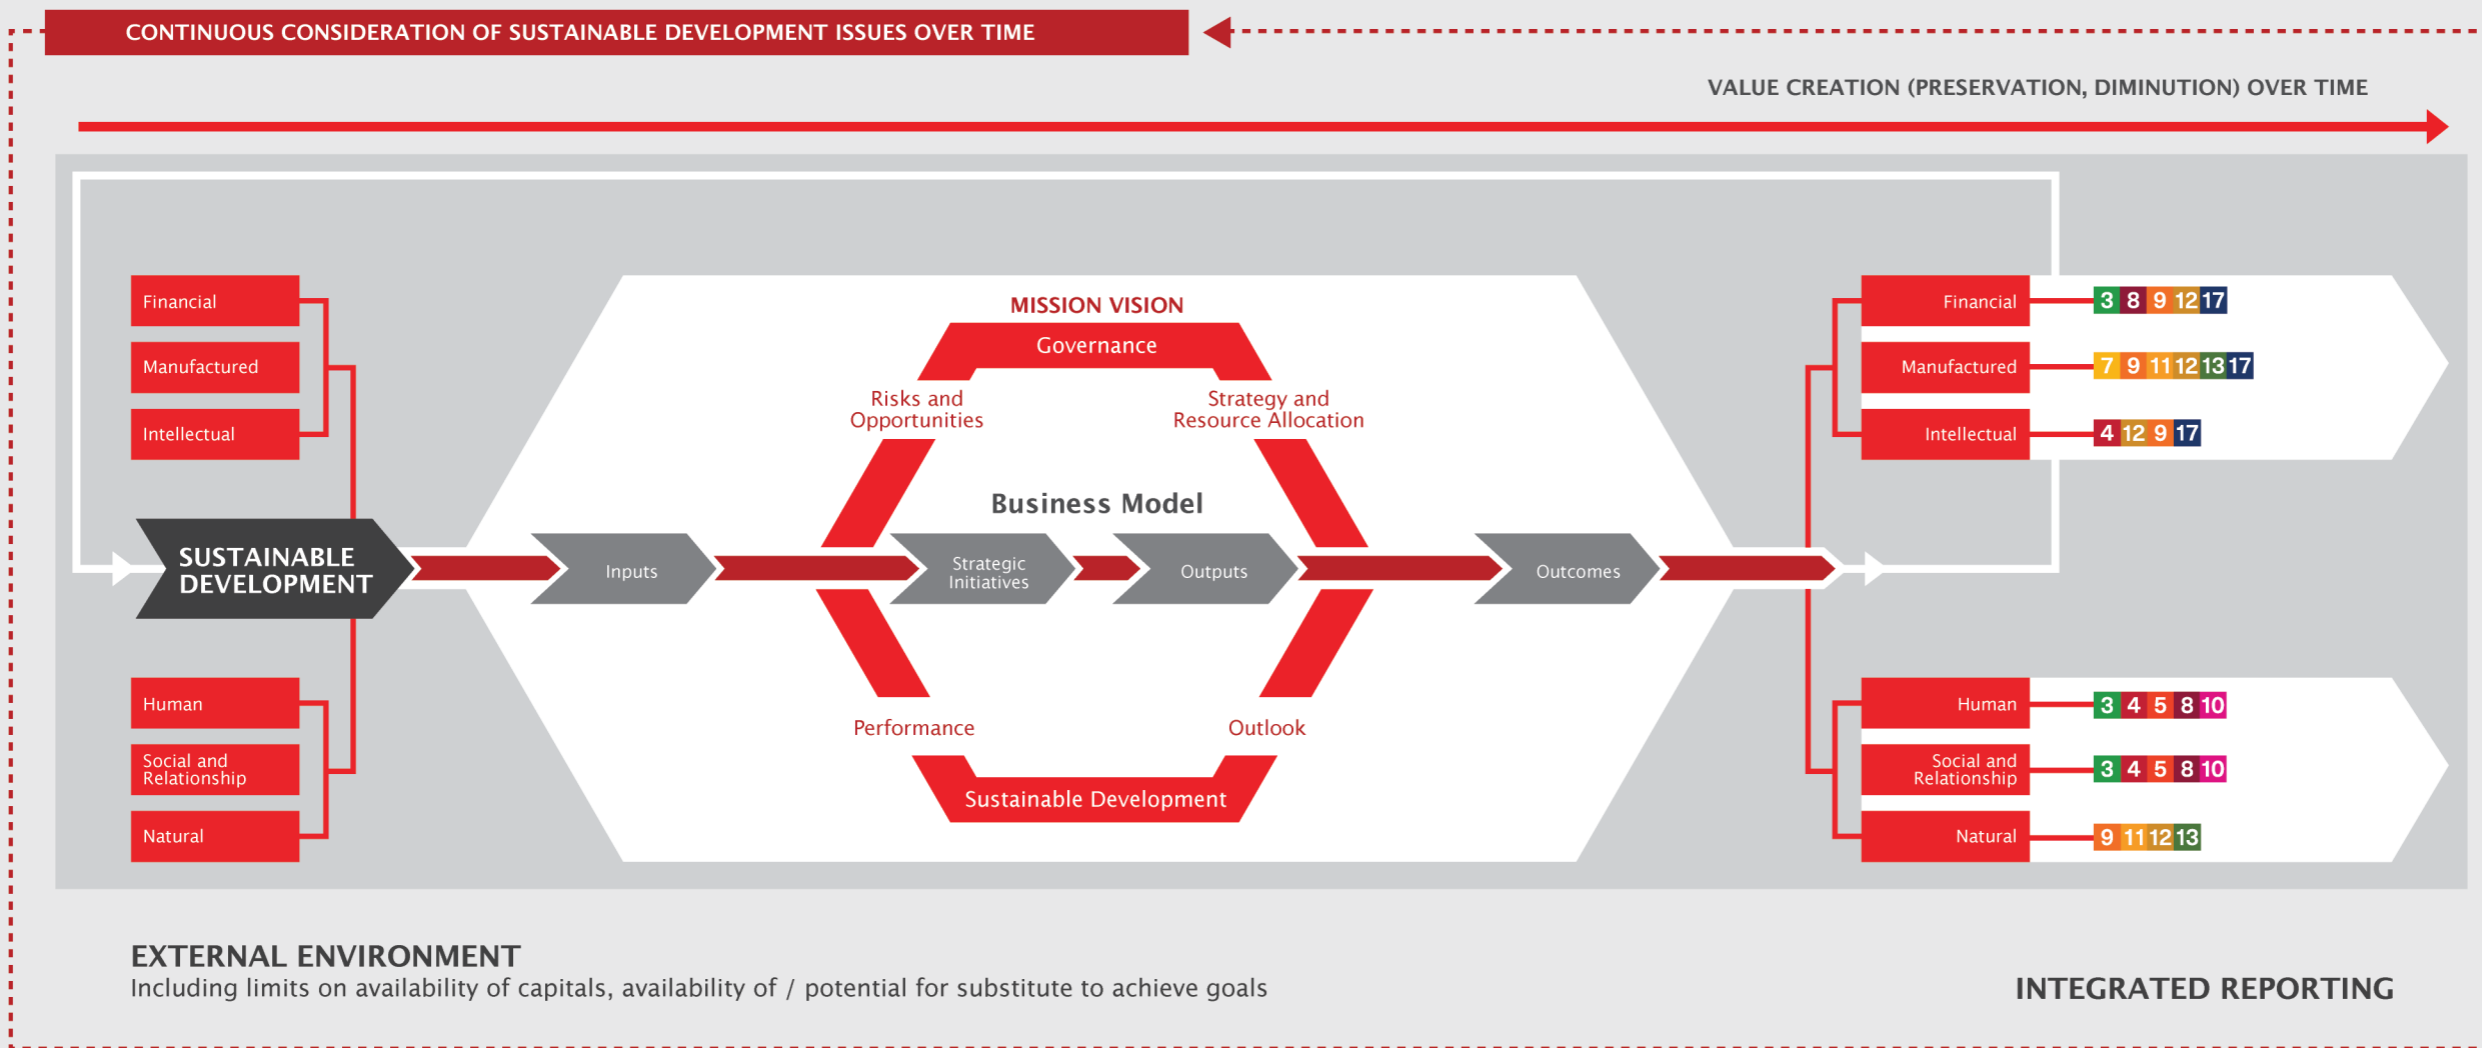 CONTINUOUS CONSIDERATION OF SUSTAINABLE DEVELOPMENT ISSUES OVER TIME
VALUE CREATION (PRESERVATION, DIMINUTION) OVER TIME
Financial
Manufactured
Intellectual
SUSTAINABLE
DEVELOPMENT
Human
Social and
Relationship
Natural
MISSION VISION
Governance
Risks and
Opportunities
Strategy and
Resource Allocation
Business Model
Inputs
Strategic
Initiatives
Outputs
Outcomes
Performance
Outlook
Sustainable Development
Financial
3 8 9 12 17
Manufactured
7 9 11 12 13 17
Intellectual
4 12 9 17
Human
3 4 5 8 10
Social and
Relationship
3 4 5 8 10
Natural
9 11 12 13
EXTERNAL ENVIRONMENT
Including limits on availability of capitals, availability of / potential for substitute to achieve goals
INTEGRATED REPORTING